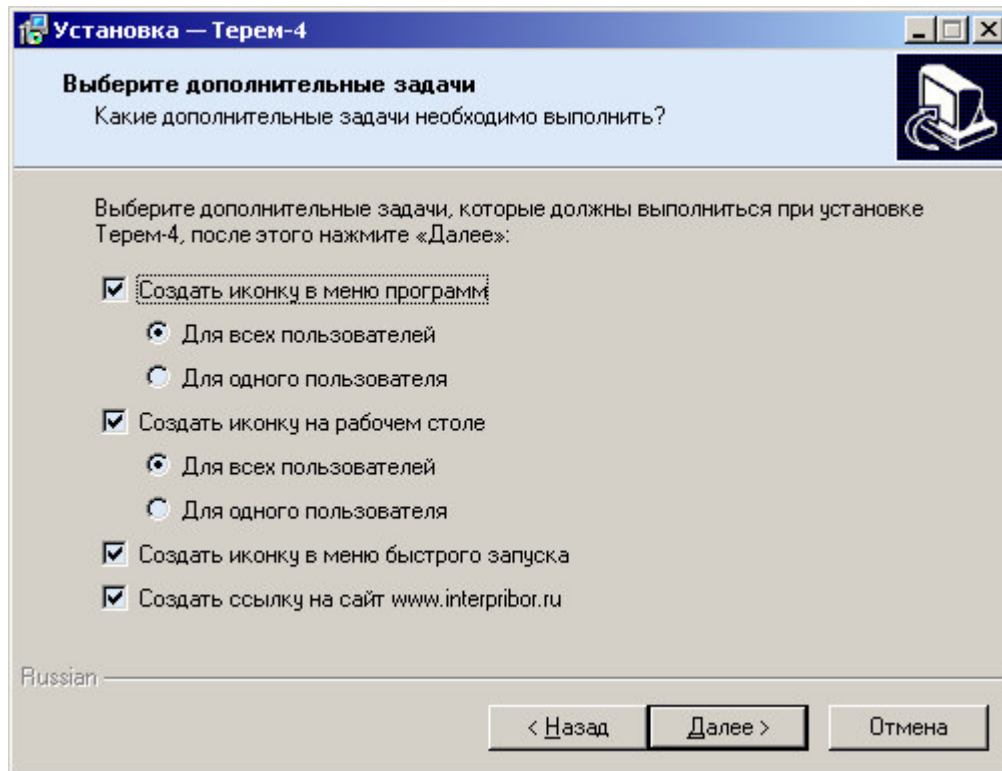 Установка — Терем-4
Выберите дополнительные задачи
Какие дополнительные задачи необходимо выполнить?
Выберите дополнительные задачи, которые должны выполниться при установке
Терем-4, после этого нажмите «Далее»:
Создать иконку в меню программ
Для всех пользователей
Для одного пользователя
Создать иконку на рабочем столе
Для всех пользователей
Для одного пользователя
Создать иконку в меню быстрого запуска
Создать ссылку на сайт www.interpribor.ru
Russian
< Назад Далее > Отмена